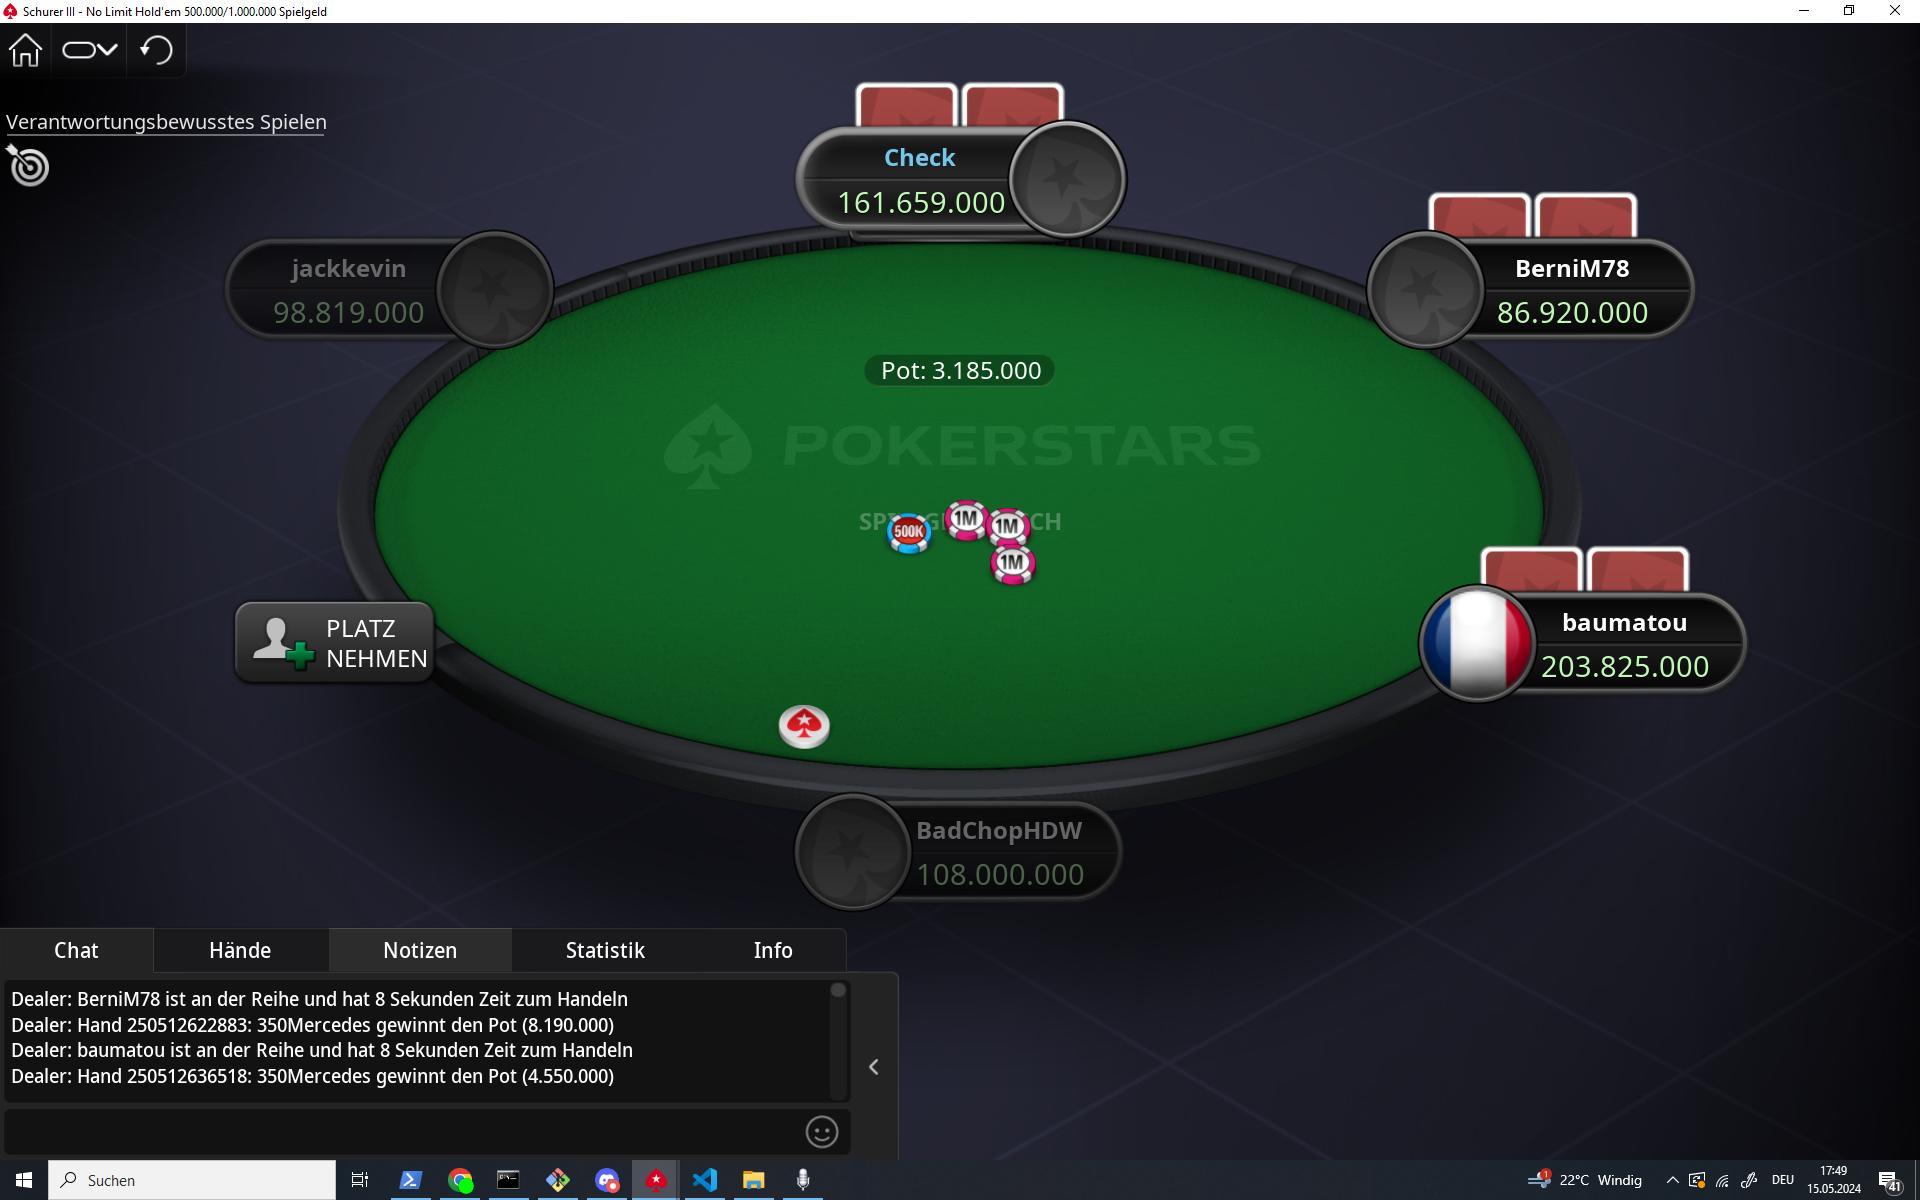 Schurer III - No Limit Hold'em 500.000/1.000.000 Spielgeld
Verantwortungsbewusstes Spielen
Check
161.659.000
jackkevin
98.819.000
BerniM78
86.920.000
Pot: 3.185.000
POKERSTARS
500K
1M
1M
1M
PLATZ
NEHMEN
baumatou
203.825.000
BadChopHDW
108.000.000
Chat Hände Notizen Statistik Info
Dealer: BerniM78 ist an der Reihe und hat 8 Sekunden Zeit zum Handeln
Dealer: Hand 250512622883: 350Mercedes gewinnt den Pot (8.190.000)
Dealer: baumatou ist an der Reihe und hat 8 Sekunden Zeit zum Handeln
Dealer: Hand 250512636518: 350Mercedes gewinnt den Pot (4.550.000)
Suchen
1
22°C Windig
DEU
17:49
15.05.2024
41